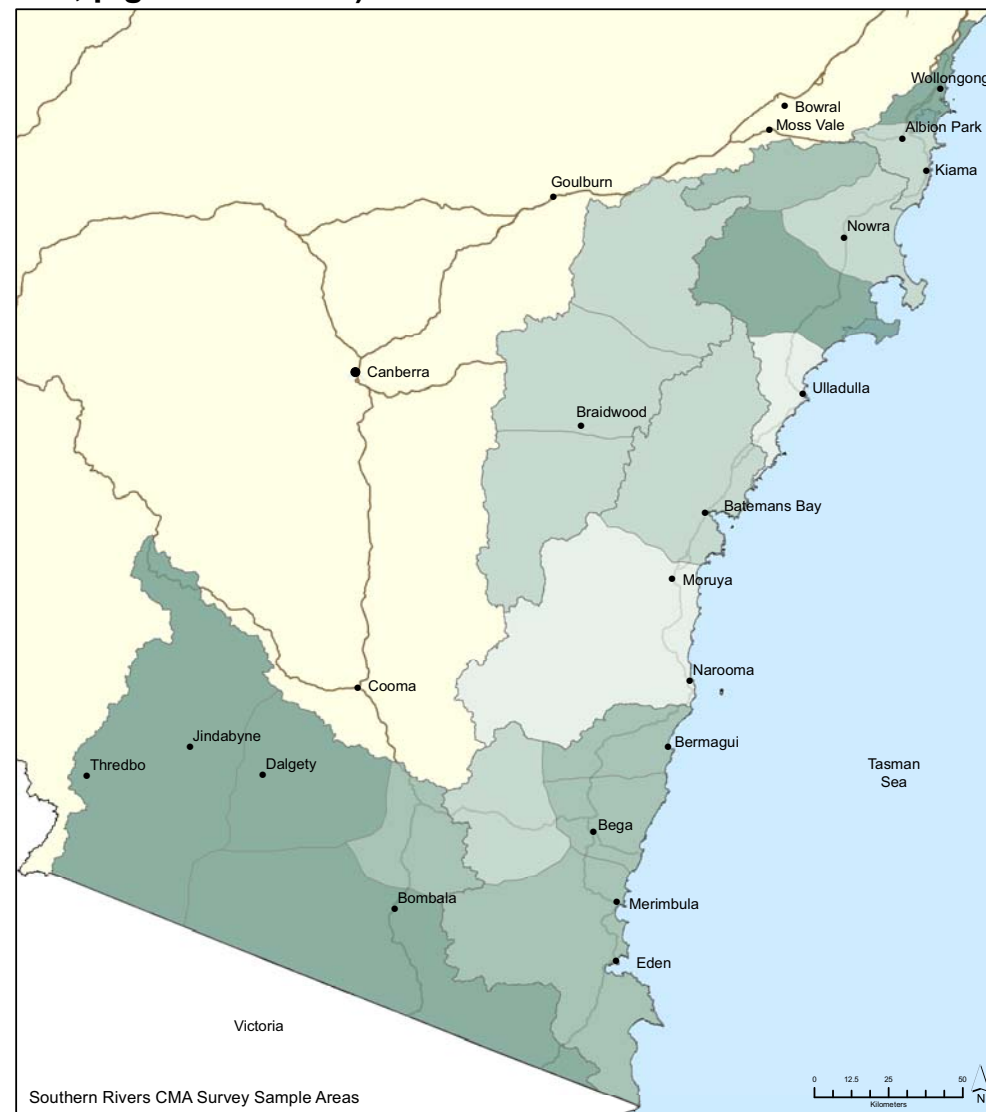 Wollongong
Bowral
Moss Vale
Albion Park
Kiama
Goulburn
Nowra
Canberra
Ulladulla
Braidwood
Batemans Bay
Moruya
Narooma
Cooma
Jindabyne
Bermagui
Thredbo
Dalgety
Tasman
Sea
Bega
Bombala
Merimbula
Eden
Victoria
0 12.5 25 50
Kilometers
N
Southern Rivers CMA Survey Sample Areas